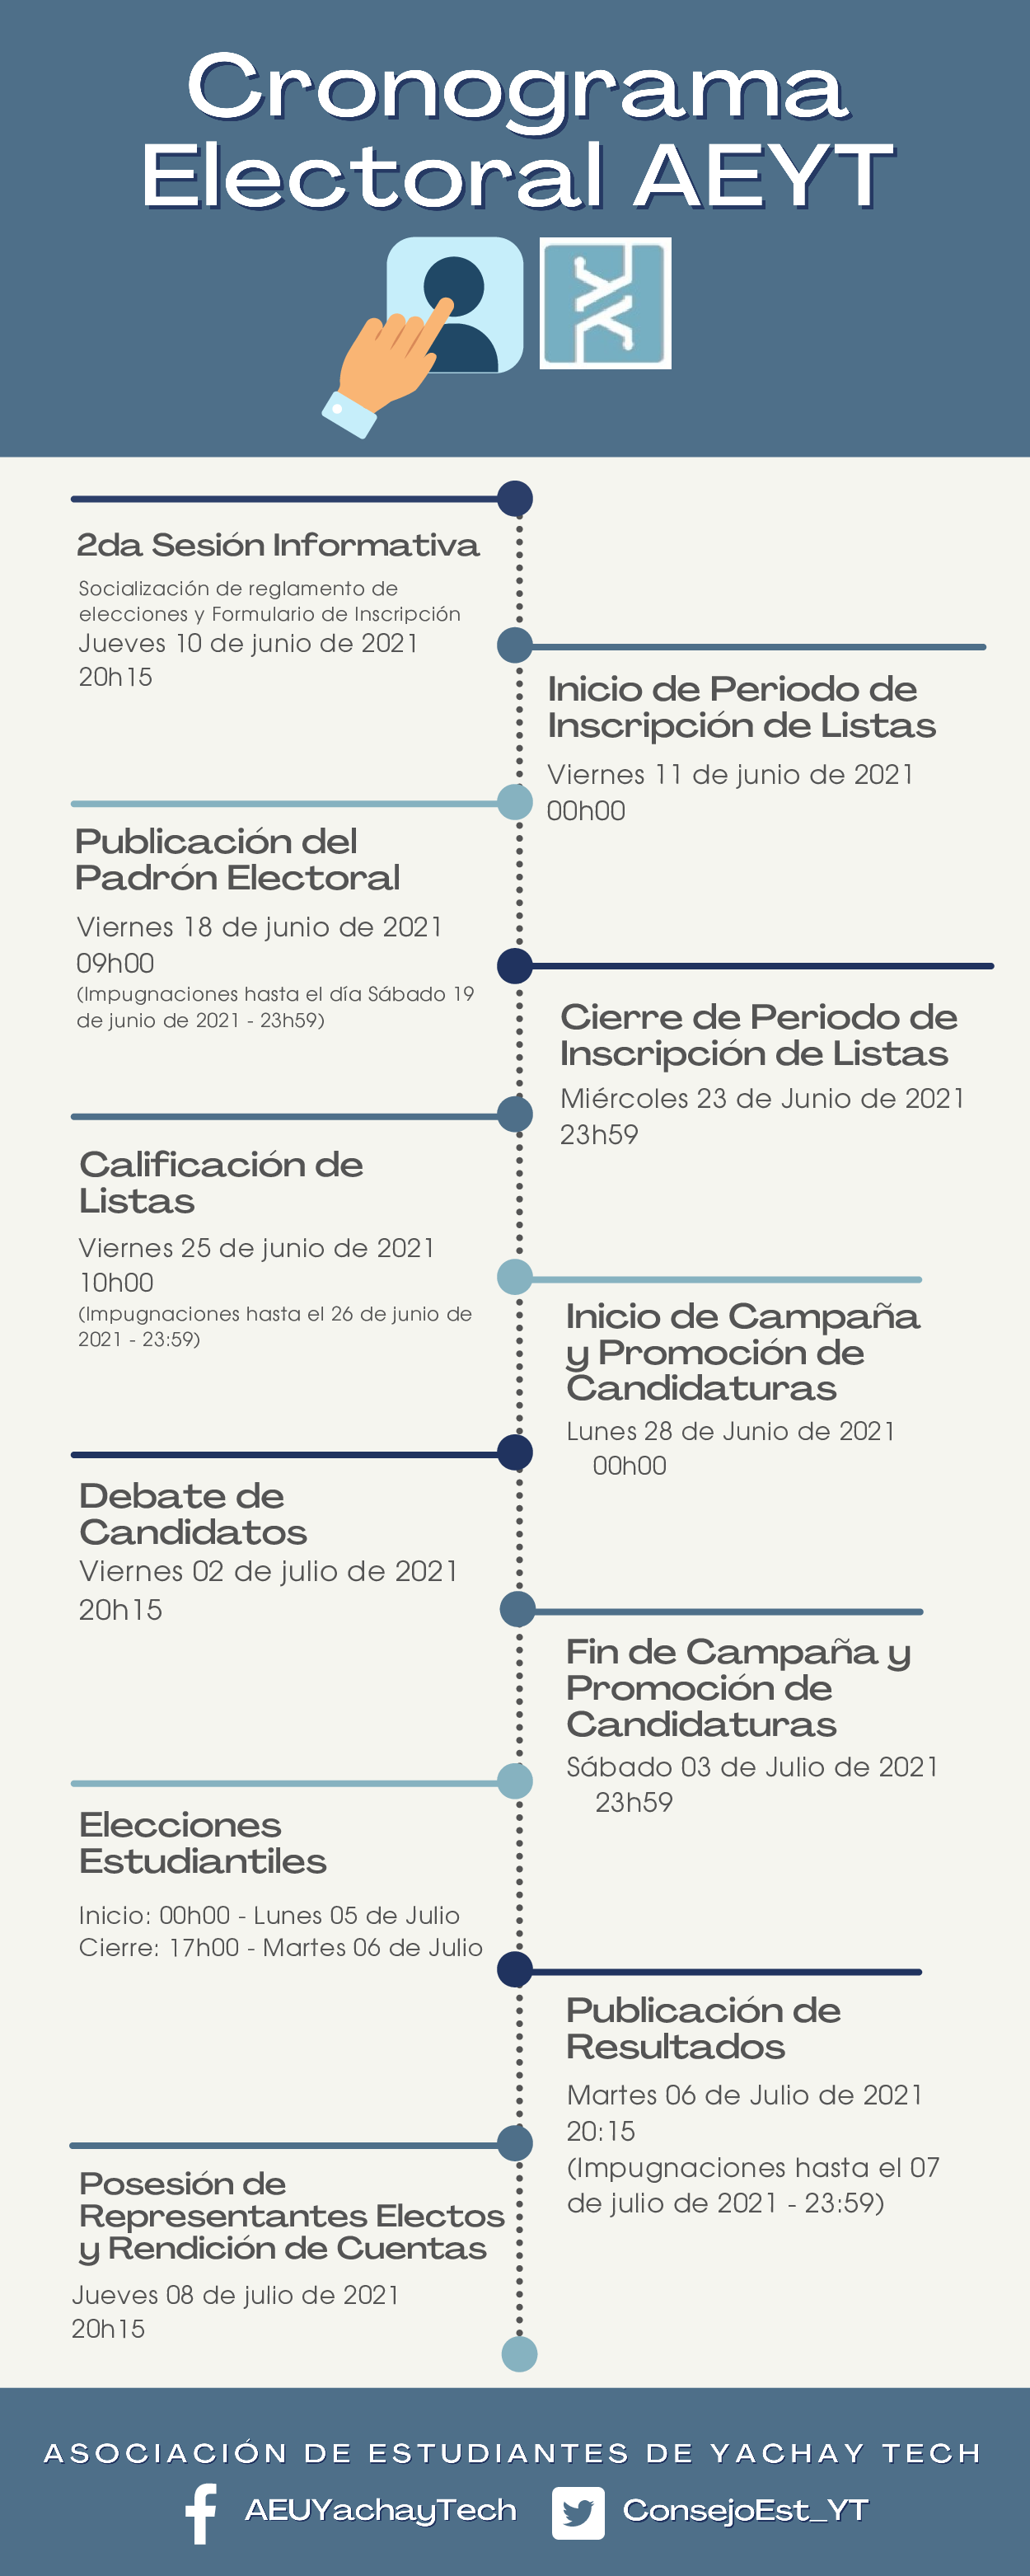 Cronograma
Electoral AEYT
2da Sesión Informativa
Socialización de reglamento de
elecciones y Formulario de Inscripción
Jueves 10 de junio de 2021
20h15
Inicio de Periodo de
Inscripción de Listas
Viernes 11 de junio de 2021
00h00
Publicación del
Padrón Electoral
Viernes 18 de junio de 2021
09h00
(Impugnaciones hasta el día Sábado 19
de junio de 2021 - 23h59)
Cierre de Periodo de
Inscripción de Listas
Miércoles 23 de Junio de 2021
23h59
Calificación de
Listas
Viernes 25 de junio de 2021
10h00
(Impugnaciones hasta el 26 de junio de
2021 - 23:59)
Inicio de Campaña
y Promoción de
Candidaturas
Lunes 28 de Junio de 2021
00h00
Debate de
Candidatos
Viernes 02 de julio de 2021
20h15
Fin de Campaña y
Promoción de
Candidaturas
Sábado 03 de Julio de 2021
23h59
Elecciones
Estudiantiles
Inicio: 00h00 - Lunes 05 de Julio
Cierre: 17h00 - Martes 06 de Julio
Publicación de
Resultados
Martes 06 de Julio de 2021
20:15
(Impugnaciones hasta el 07
de julio de 2021 - 23:59)
Posesión de
Representantes Electos
y Rendición de Cuentas
Jueves 08 de julio de 2021
20h15
ASOCIACIÓN DE ESTUDIANTES DE YACHAY TECH
AEUYachayTech
ConsejoEst_YT